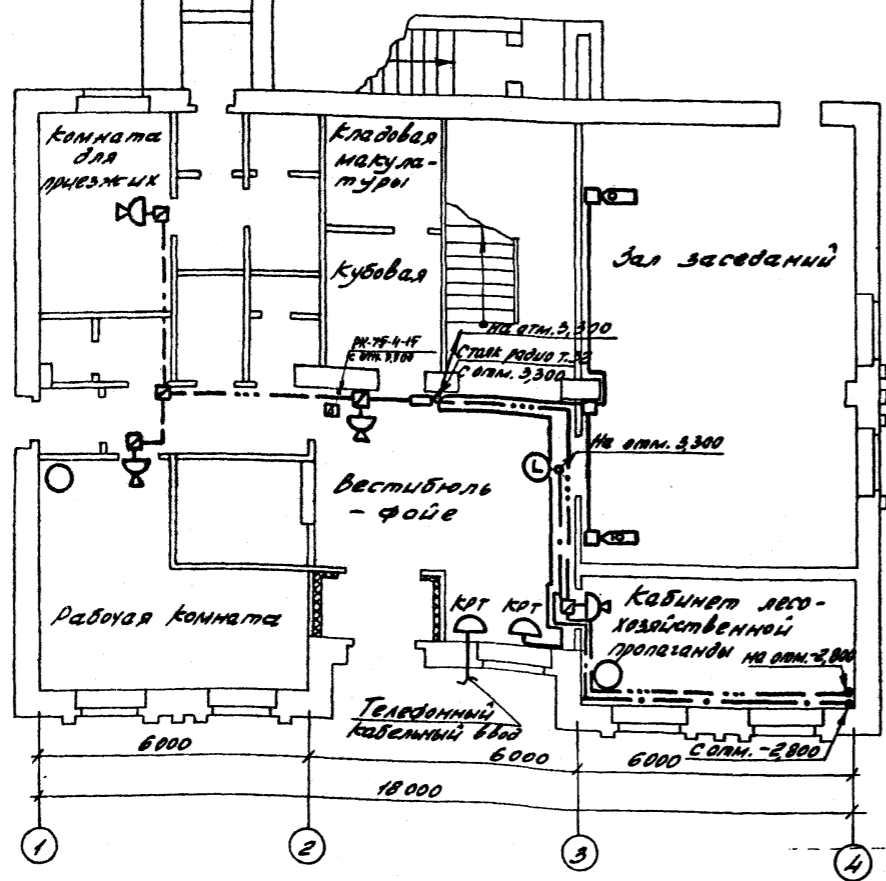 Комната
для
приезжих
Кладовая
макула-
туры
Кубовая
Зал заседаний
На отм. 3,300
РК-75-4-15
с отм. 3,300
Стояк радио т.32
с отм. 3,300
На отм. 3,300
L
Вестибюль
- фойе
Рабочая комната
КРТ КРТ
Кабинет лесо-
хозяйственной
пропаганды
на отм.-2,800
Телефонный
кабельный ввод
с отм. -2,800
6000 6000 6000
18 000
1 2 3 4